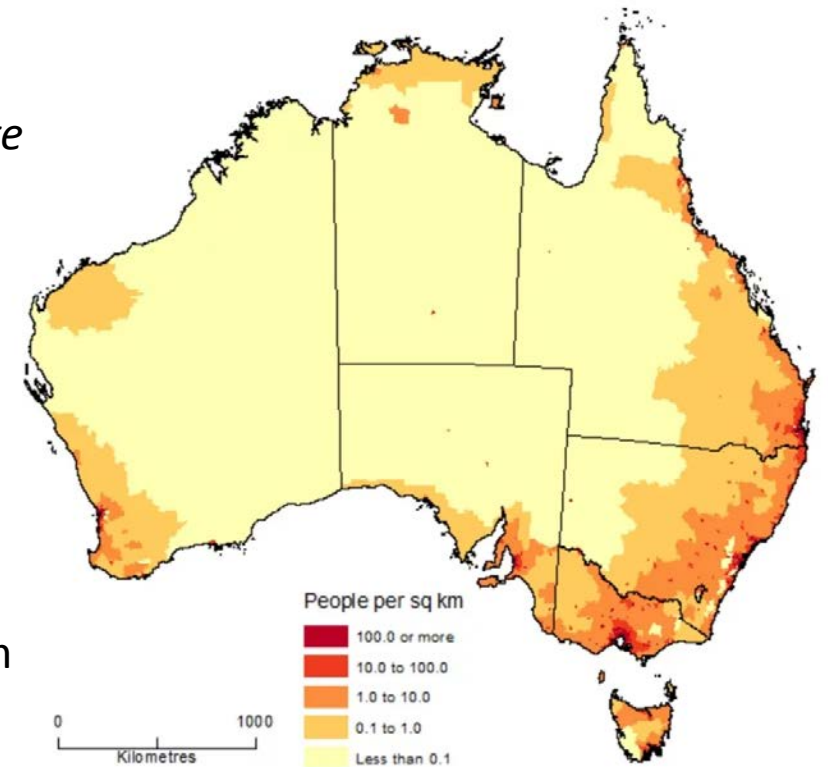 People per sq km
100.0 or more
10.0 to 100.0
1.0 to 10.0
0.1 to 1.0
Less than 0.1
0 1000
Kilometres